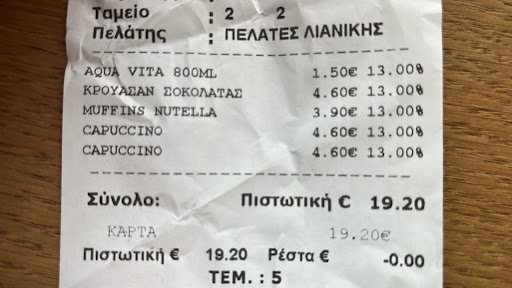 Ταμείο : 2 2
Πελάτης : ΠΕΛΑΤΕΣ ΛΙΑΝΙΚΗΣ
AQUA VITA 800ML 1.50€ 13.00%
ΚΡΟΥΑΣΑΝ ΣΟΚΟΛΑΤΑΣ 4.60€ 13.00%
MUFFINS NUTELLA 3.90€ 13.00%
CAPUCCINO 4.60€ 13.00%
CAPUCCINO 4.60€ 13.00%
Σύνολο: Πιστωτική € 19.20
ΚΑΡΤΑ 19.20€
Πιστωτική € 19.20 Ρέστα € -0.00
ΤΕΜ. : 5